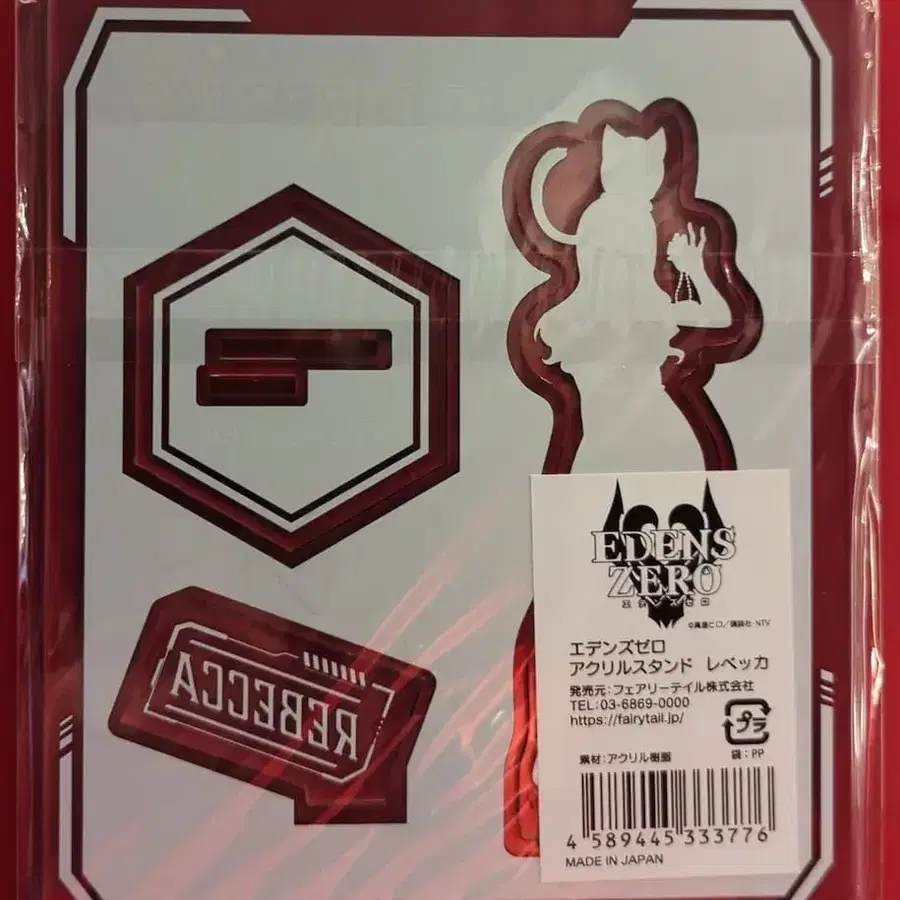 REBECCA
EDENS
ZERO
エデンズゼロ
©真島ヒロ/講談社・NTV
エデンズゼロ
アクリルスタンド レベッカ
発売元:フェアリーテイル株式会社
TEL:03-6869-0000
https://fairytail.jp/
プラ
袋:PP
素材:アクリル樹脂
4 589445 333776
MADE IN JAPAN